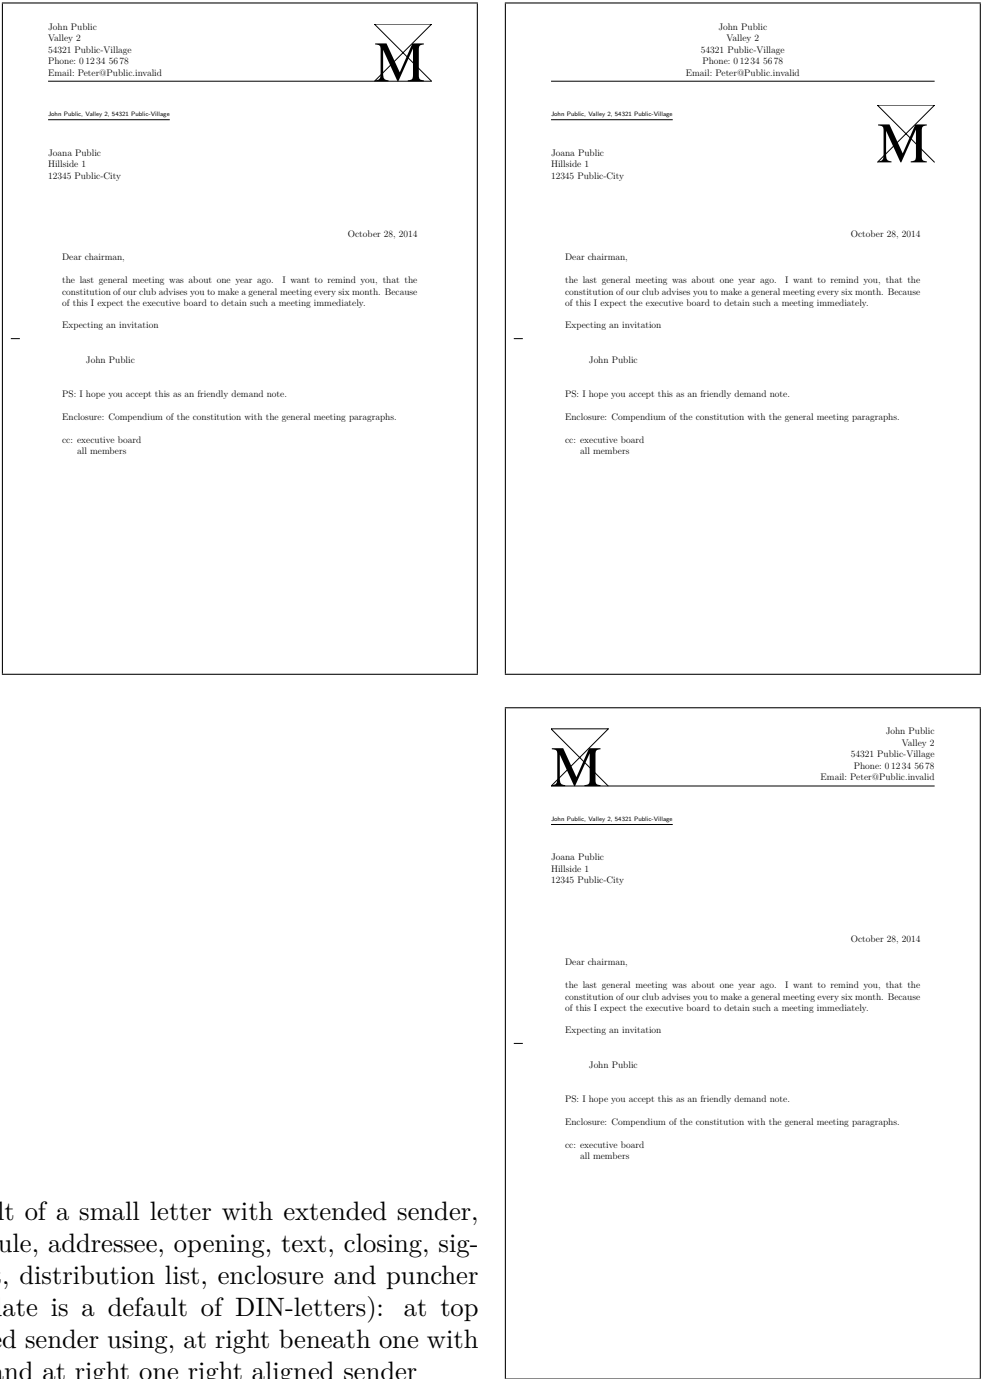 John Public
Valley 2
54321 Public-Village
Phone: 0 12 34 56 78
Email: Peter@Public.invalid
M
John Public, Valley 2, 54321 Public-Village
Joana Public
Hillside 1
12345 Public-City
October 28, 2014
Dear chairman,
the last general meeting was about one year ago. I want to remind you, that the
constitution of our club advises you to make a general meeting every six month. Because
of this I expect the executive board to detain such a meeting immediately.
Expecting an invitation
John Public
PS: I hope you accept this as an friendly demand note.
Enclosure: Compendium of the constitution with the general meeting paragraphs.
cc: executive board
all members
John Public
Valley 2
54321 Public-Village
Phone: 0 12 34 56 78
Email: Peter@Public.invalid
John Public, Valley 2, 54321 Public-Village
M
Joana Public
Hillside 1
12345 Public-City
October 28, 2014
Dear chairman,
the last general meeting was about one year ago. I want to remind you, that the
constitution of our club advises you to make a general meeting every six month. Because
of this I expect the executive board to detain such a meeting immediately.
Expecting an invitation
John Public
PS: I hope you accept this as an friendly demand note.
Enclosure: Compendium of the constitution with the general meeting paragraphs.
cc: executive board
all members
M
John Public
Valley 2
54321 Public-Village
Phone: 0 12 34 56 78
Email: Peter@Public.invalid
John Public, Valley 2, 54321 Public-Village
Joana Public
Hillside 1
12345 Public-City
October 28, 2014
Dear chairman,
the last general meeting was about one year ago. I want to remind you, that the
constitution of our club advises you to make a general meeting every six month. Because
of this I expect the executive board to detain such a meeting immediately.
Expecting an invitation
John Public
PS: I hope you accept this as an friendly demand note.
Enclosure: Compendium of the constitution with the general meeting paragraphs.
cc: executive board
all members
lt of a small letter with extended sender,
ule, addressee, opening, text, closing, sig-
, distribution list, enclosure and puncher
ate is a default of DIN-letters): at top
ed sender using, at right beneath one with
and at right one right aligned sender